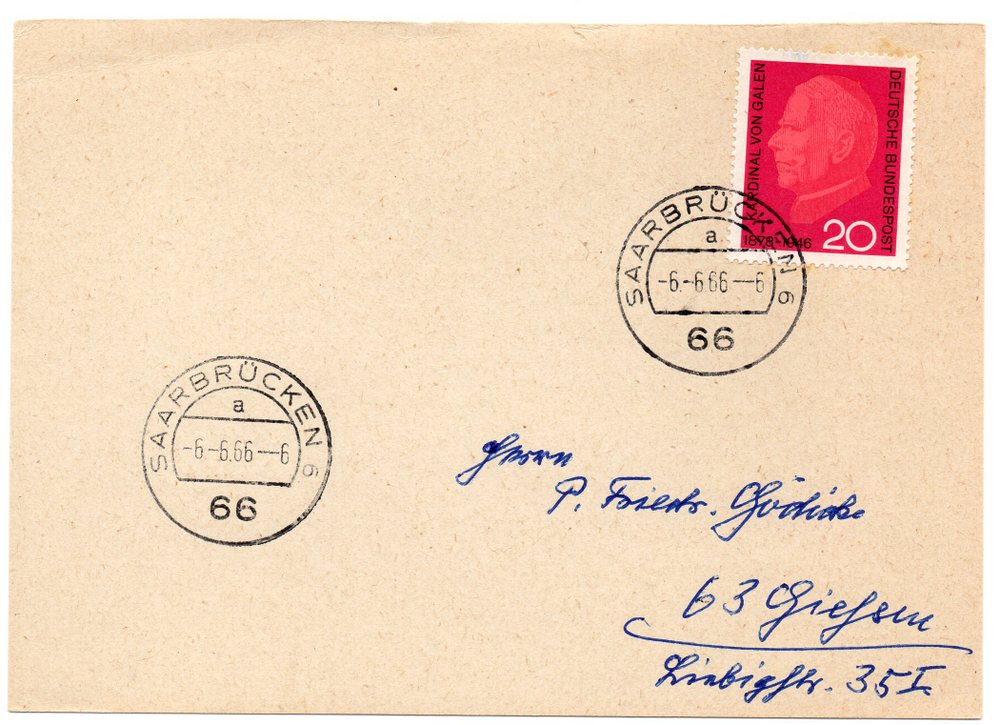 KARDINAL VON GALEN
DEUTSCHE BUNDESPOST
1878-1946
20
SAARBRÜCKEN 6
a
-6.-6.66--6
66
SAARBRÜCKEN 6
a
-6.-6.66--6
66
Herrn
P. Friedr. Gödicke
63 Gießen
Liebigstr. 35 I.